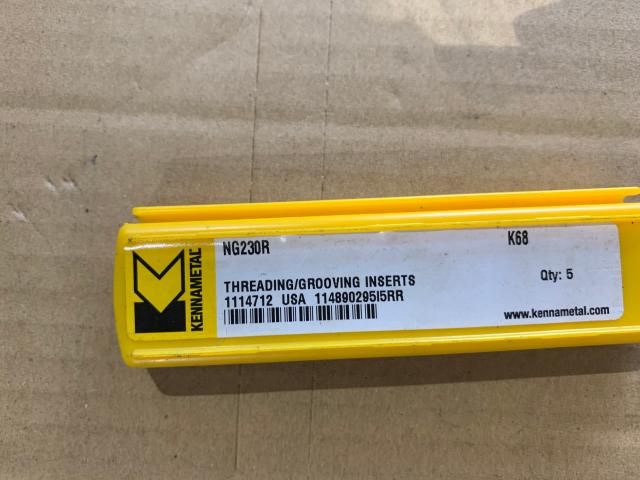 NG230R K68
KENNAMETAL
THREADING/GROOVING INSERTS
1114712 USA 114890295I5RR
Qty: 5
www.kennametal.com